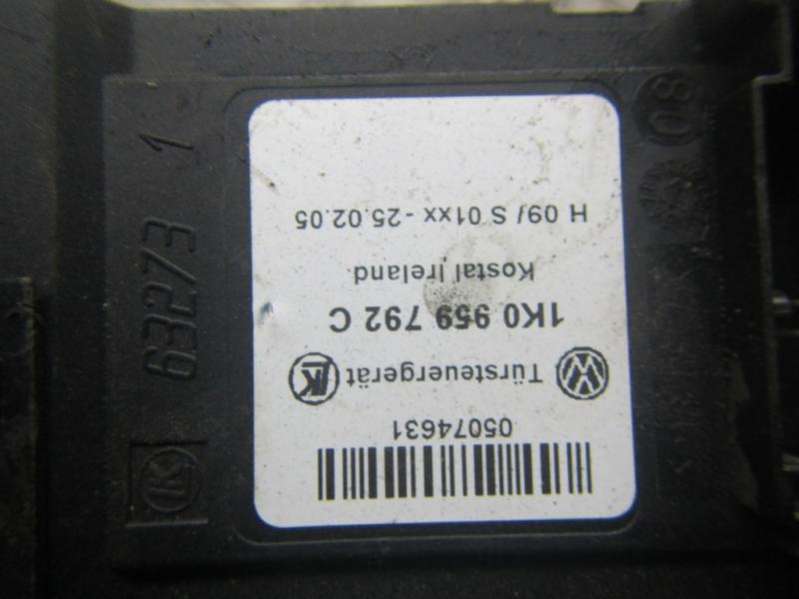 05074631
Türsteuergerät
1K0 959 792 C
Kostal Ireland
H 09/ S 01xx - 25.02.05
63273 1